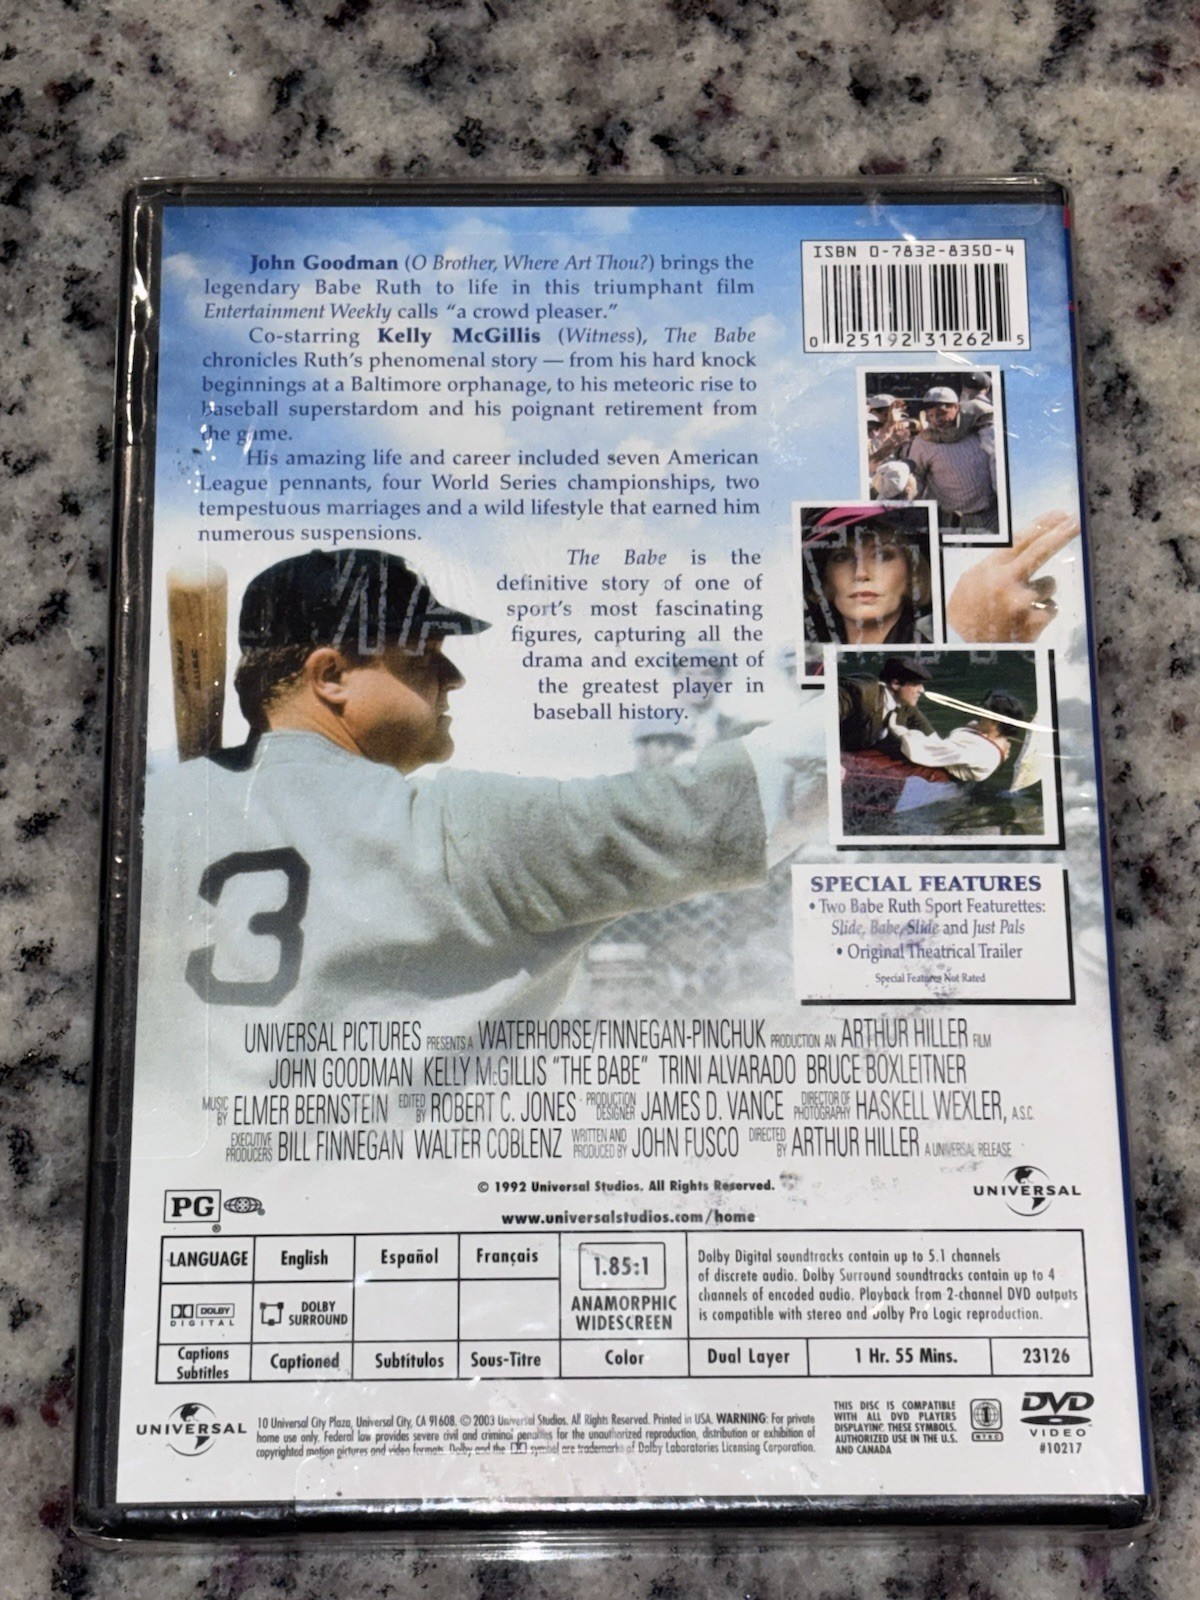 John Goodman (O Brother, Where Art Thou?) brings the
legendary Babe Ruth to life in this triumphant film
Entertainment Weekly calls “a crowd pleaser.”
Co-starring Kelly McGillis (Witness), The Babe
chronicles Ruth’s phenomenal story — from his hard knock
beginnings at a Baltimore orphanage, to his meteoric rise to
baseball superstardom and his poignant retirement from
the game.
His amazing life and career included seven American
League pennants, four World Series championships, two
tempestuous marriages and a wild lifestyle that earned him
numerous suspensions.
The Babe is the
definitive story of one of
sport’s most fascinating
figures, capturing all the
drama and excitement of
the greatest player in
baseball history.
ISBN 0-7832-8350-4
0 25192 31262 5
3
SPECIAL FEATURES
• Two Babe Ruth Sport Featurettes:
Slide, Babe, Slide and Just Pals
• Original Theatrical Trailer
Special Features Not Rated
UNIVERSAL PICTURES PRESENTS A WATERHORSE/FINNEGAN-PINCHUK PRODUCTION AN ARTHUR HILLER FILM
JOHN GOODMAN KELLY McGILLIS “THE BABE” TRINI ALVARADO BRUCE BOXLEITNER
MUSIC BY ELMER BERNSTEIN EDITED BY ROBERT C. JONES PRODUCTION DESIGNER JAMES D. VANCE DIRECTOR OF PHOTOGRAPHY HASKELL WEXLER, A.S.C.
EXECUTIVE PRODUCERS BILL FINNEGAN WALTER COBLENZ WRITTEN AND PRODUCED BY JOHN FUSCO DIRECTED BY ARTHUR HILLER A UNIVERSAL RELEASE
© 1992 Universal Studios. All Rights Reserved.
www.universalstudios.com/home
PG ®
UNIVERSAL
LANGUAGE English Español Français
DOLBY DIGITAL DOLBY SURROUND
1.85:1
ANAMORPHIC
WIDESCREEN
Dolby Digital soundtracks contain up to 5.1 channels
of discrete audio. Dolby Surround soundtracks contain up to 4
channels of encoded audio. Playback from 2-channel DVD outputs
is compatible with stereo and Dolby Pro Logic reproduction.
Captions
Subtitles
Captioned Subtítulos Sous-Titre Color Dual Layer 1 Hr. 55 Mins. 23126
UNIVERSAL
10 Universal City Plaza, Universal City, CA 91608. © 2003 Universal Studios. All Rights Reserved. Printed in USA. WARNING: For private
home use only. Federal law provides severe civil and criminal penalties for the unauthorized reproduction, distribution or exhibition of
copyrighted motion pictures and video formats. Dolby and the symbol are trademarks of Dolby Laboratories Licensing Corporation.
THIS DISC IS COMPATIBLE
WITH ALL DVD PLAYERS
DISPLAYING THESE SYMBOLS.
AUTHORIZED USE IN THE U.S.
AND CANADA
1
NTSC
DVD
VIDEO
#10217